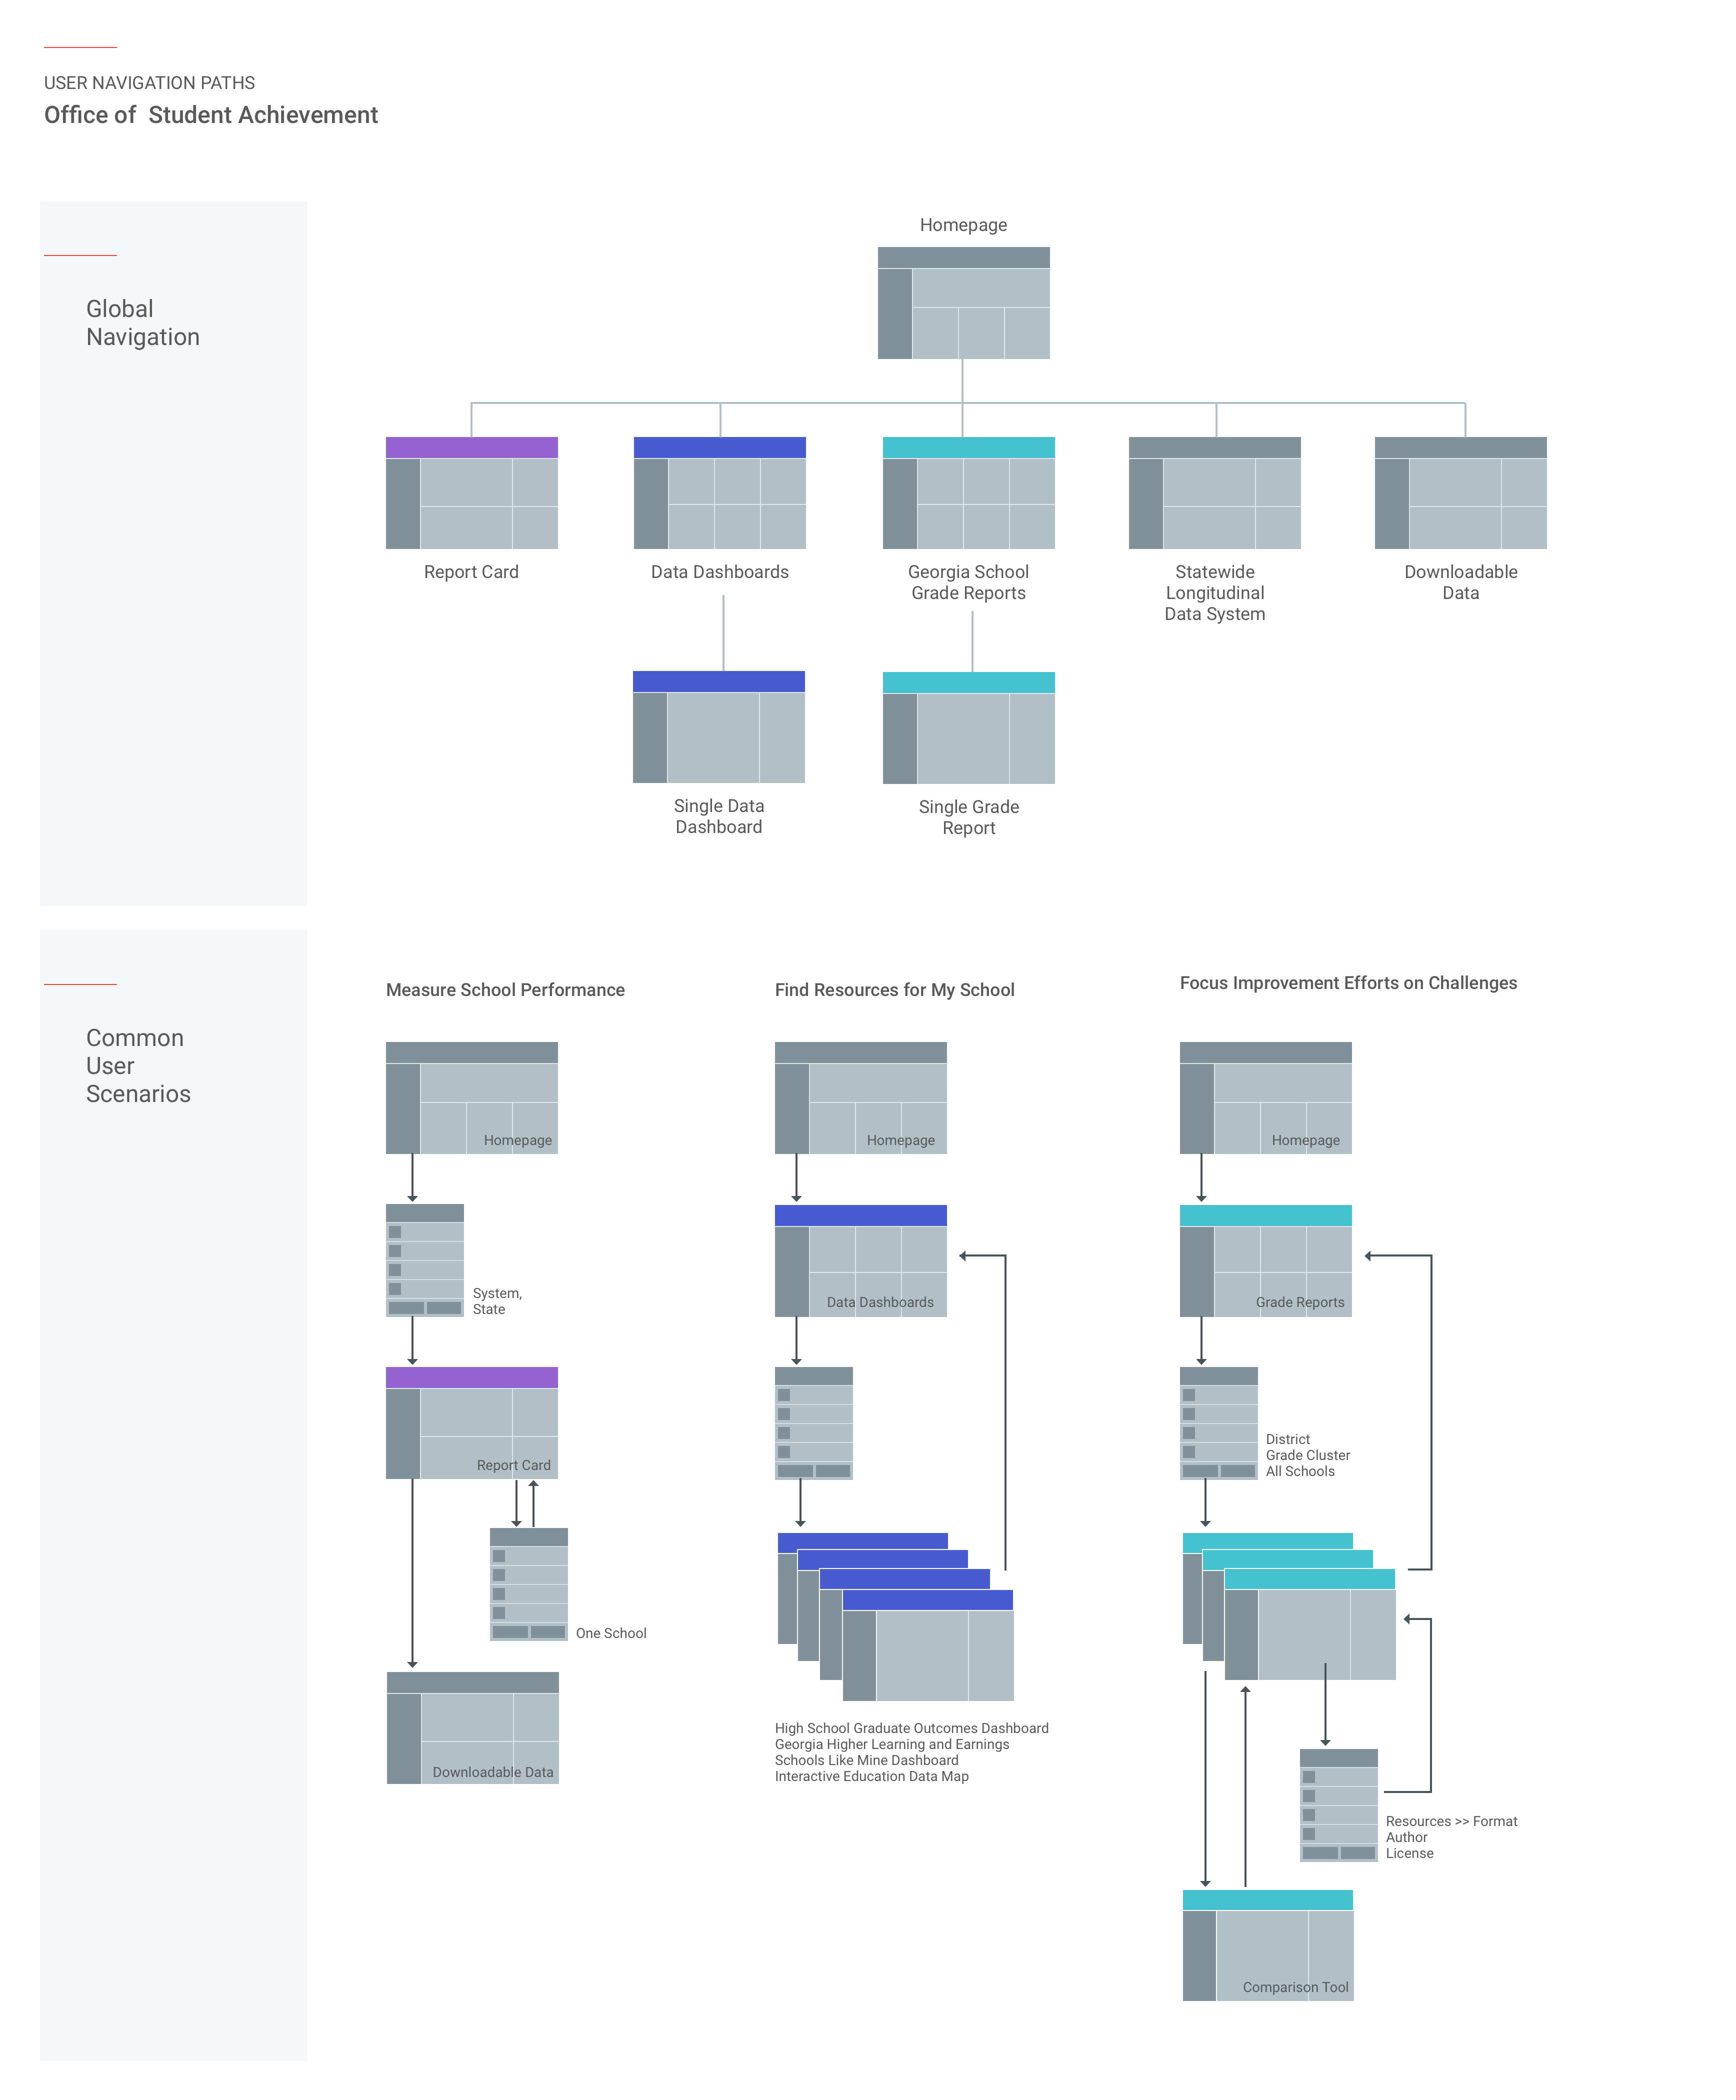 USER NAVIGATION PATHS
Office of  Student Achievement
Global
Navigation
Homepage
Report Card
Data Dashboards
Georgia School
Grade Reports
Statewide
Longitudinal
Data System
Downloadable
Data
Single Data
Dashboard
Single Grade
Report
Common
User
Scenarios
Measure School Performance
Homepage
System,
State
Report Card
One School
Downloadable Data
Find Resources for My School
Homepage
Data Dashboards
High School Graduate Outcomes Dashboard
Georgia Higher Learning and Earnings
Schools Like Mine Dashboard
Interactive Education Data Map
Focus Improvement Efforts on Challenges
Homepage
Grade Reports
District
Grade Cluster
All Schools
Resources >> Format
Author
License
Comparison Tool